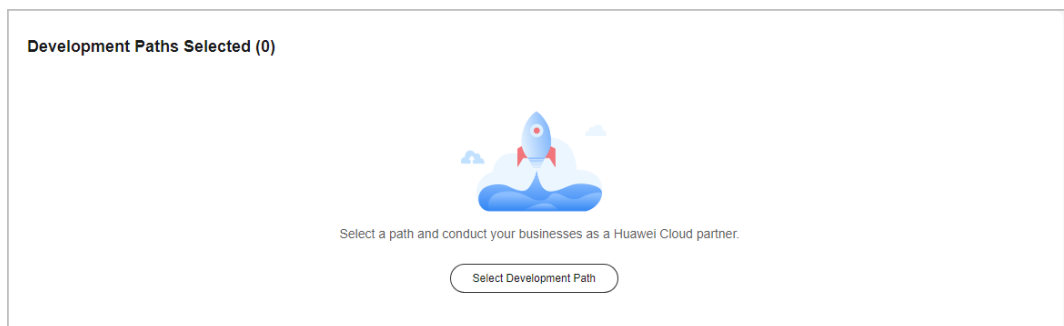 Development Paths Selected (0)
Select a path and conduct your businesses as a Huawei Cloud partner.
Select Development Path